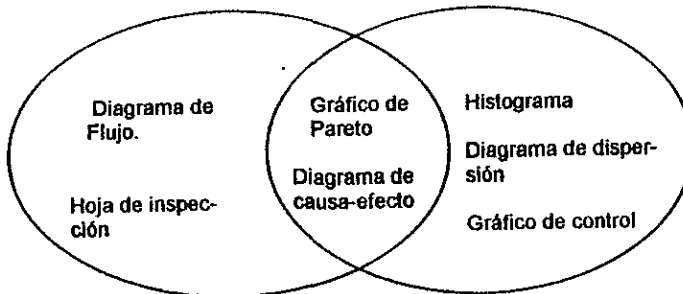 Diagrama de
Flujo.
Hoja de inspec-
ción
Gráfico de
Pareto
Diagrama de
causa-efecto
Histograma
Diagrama de disper-
sión
Gráfico de control